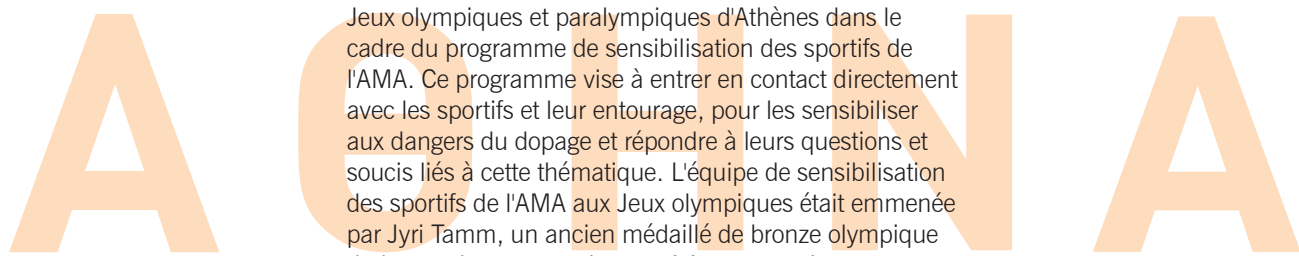 ΑΘΗΝΑ
Jeux olympiques et paralympiques d'Athènes dans le
cadre du programme de sensibilisation des sportifs de
l'AMA. Ce programme vise à entrer en contact directement
avec les sportifs et leur entourage, pour les sensibiliser
aux dangers du dopage et répondre à leurs questions et
soucis liés à cette thématique. L'équipe de sensibilisation
des sportifs de l'AMA aux Jeux olympiques était emmenée
par Jyri Tamm, un ancien médaillé de bronze olympique